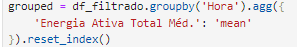 grouped = df_filtrado.groupby('Hora').agg({
    'Energia Ativa Total Méd.': 'mean'
}).reset_index()